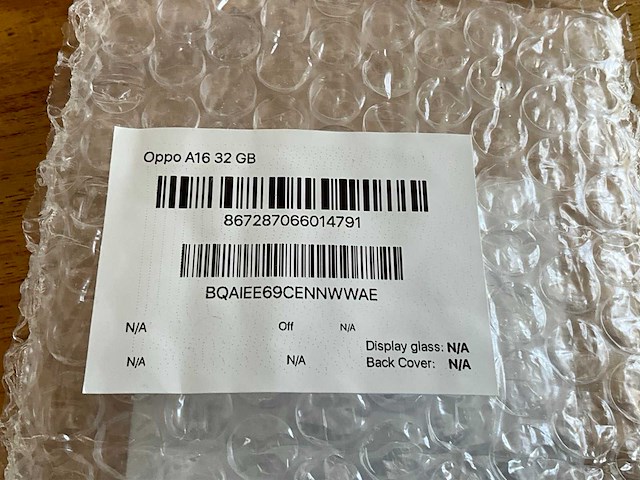 Oppo A16 32 GB
867287066014791
BQAIEE69CENNWWAE
N/A Off N/A
Display glass: N/A
N/A N/A Back Cover: N/A